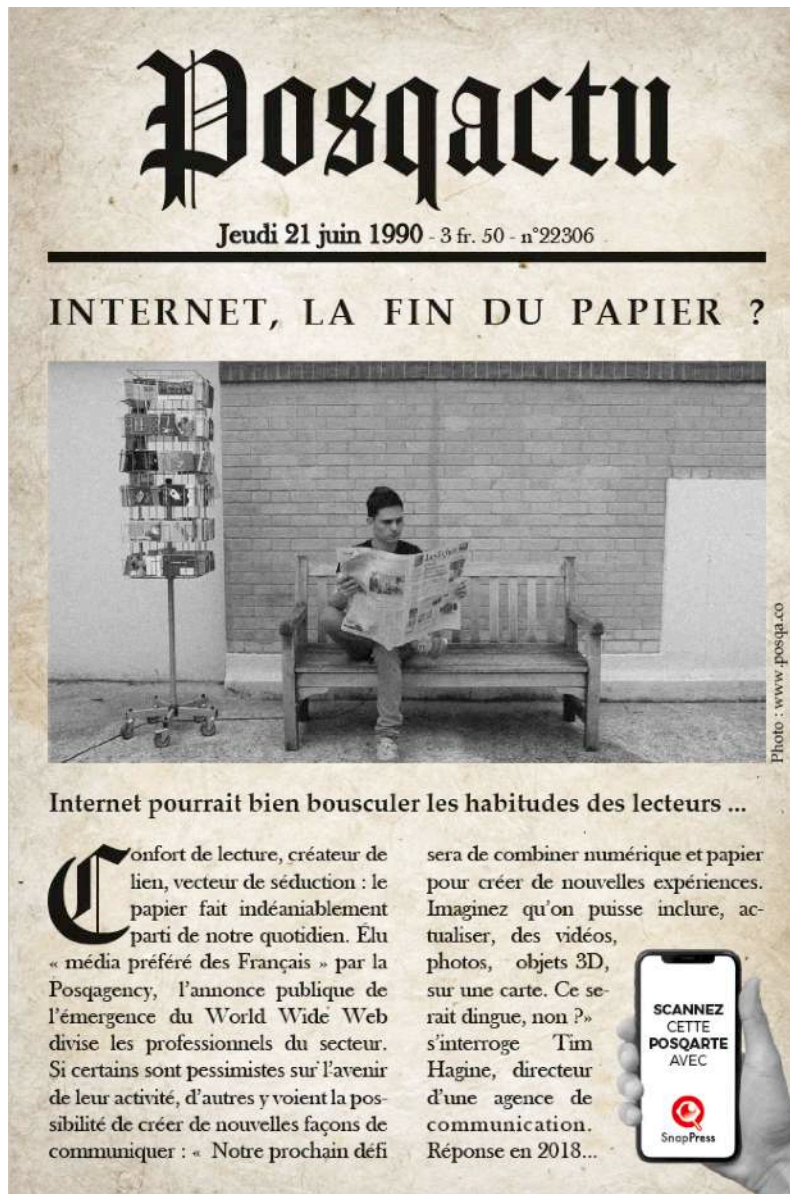 Posqactu
Jeudi 21 juin 1990 - 3 fr. 50 - n°22306
INTERNET, LA FIN DU PAPIER ?
Photo : www.posqa.co
Internet pourrait bien bousculer les habitudes des lecteurs ...
Confort de lecture, créateur de
lien, vecteur de séduction : le
papier fait indéaniablement
parti de notre quotidien. Élu
« média préféré des Français » par la
Posqagency, l'annonce publique de
l'émergence du World Wide Web
divise les professionnels du secteur.
Si certains sont pessimistes sur l'avenir
de leur activité, d'autres y voient la pos-
sibilité de créer de nouvelles façons de
communiquer : « Notre prochain défi
sera de combiner numérique et papier
pour créer de nouvelles expériences.
Imaginez qu'on puisse inclure, ac-
tualiser, des vidéos,
photos, objets 3D,
sur une carte. Ce se-
rait dingue, non ?»
s'interroge Tim
Hagine, directeur
d'une agence de
communication.
Réponse en 2018...
SCANNEZ
CETTE
POSQARTE
AVEC
SnapPress